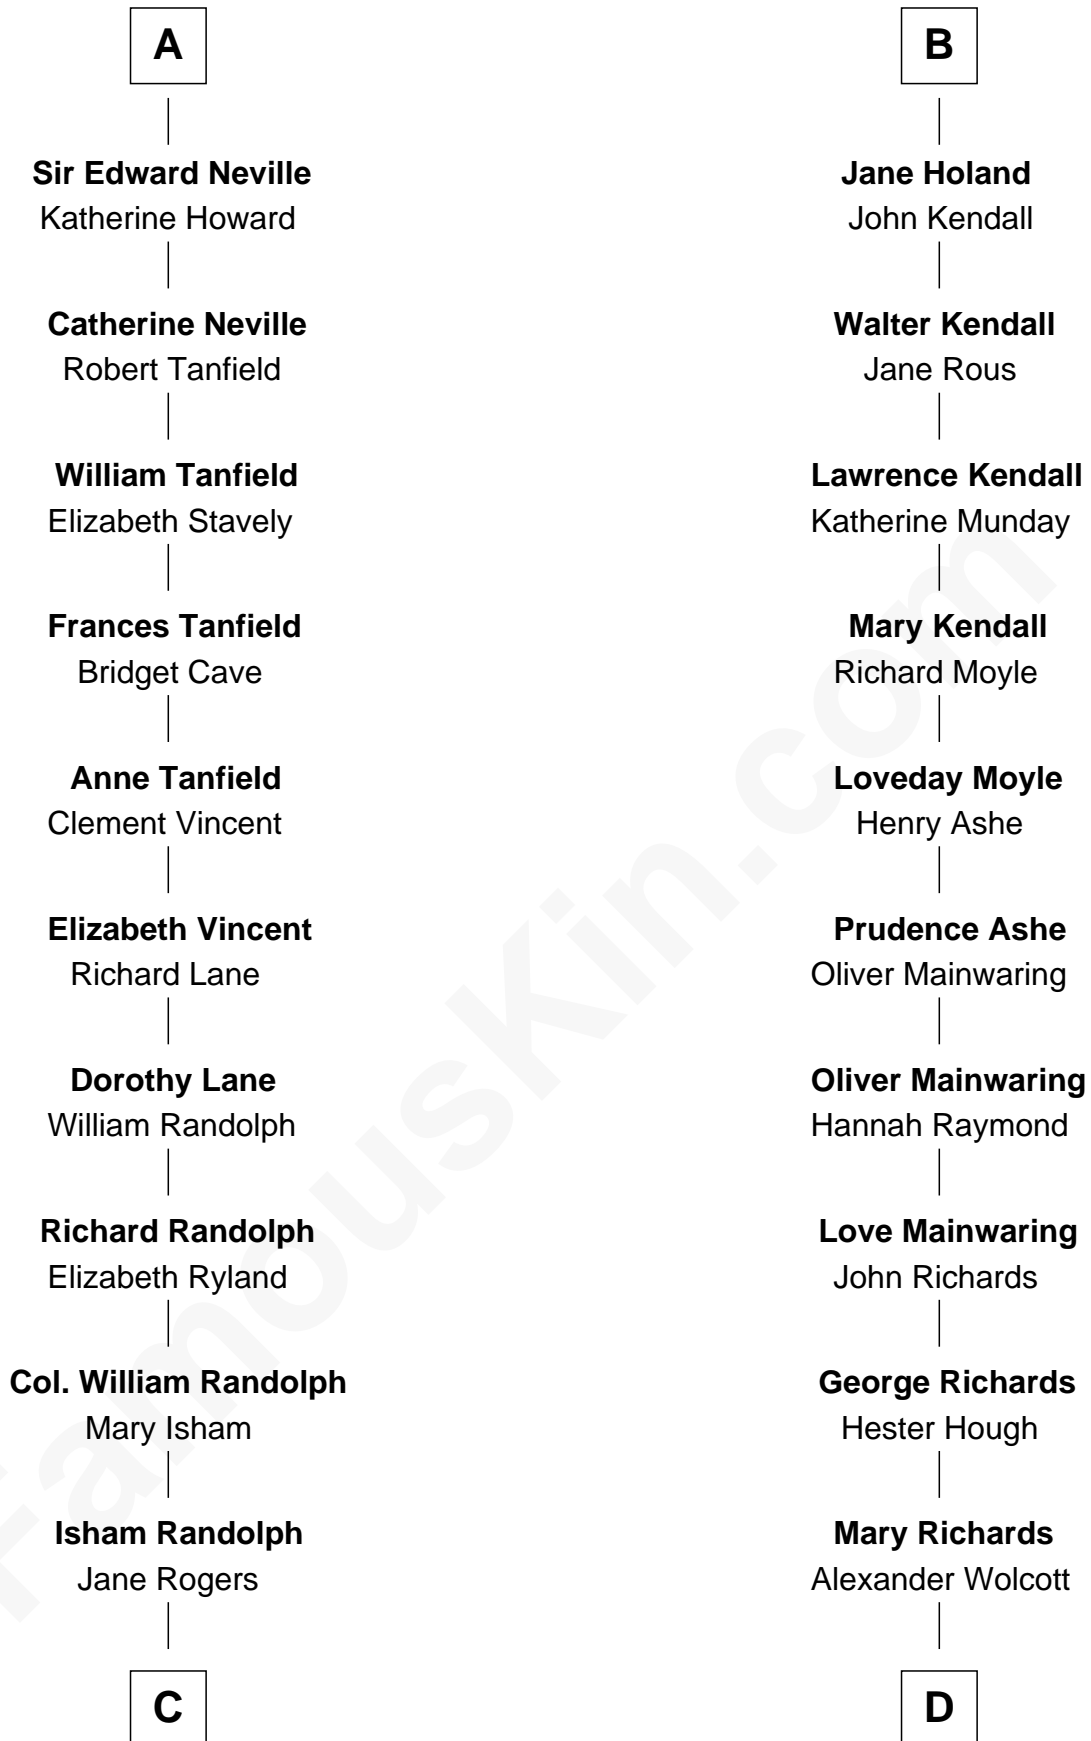 A
Sir Edward Neville
Katherine Howard
Catherine Neville
Robert Tanfield
William Tanfield
Elizabeth Stavely
Frances Tanfield
Bridget Cave
Anne Tanfield
Clement Vincent
Elizabeth Vincent
Richard Lane
Dorothy Lane
William Randolph
Richard Randolph
Elizabeth Ryland
Col. William Randolph
Mary Isham
Isham Randolph
Jane Rogers
C
B
Jane Holand
John Kendall
Walter Kendall
Jane Rous
Lawrence Kendall
Katherine Munday
Mary Kendall
Richard Moyle
Loveday Moyle
Henry Ashe
Prudence Ashe
Oliver Mainwaring
Oliver Mainwaring
Hannah Raymond
Love Mainwaring
John Richards
George Richards
Hester Hough
Mary Richards
Alexander Wolcott
D
FamousKin.com